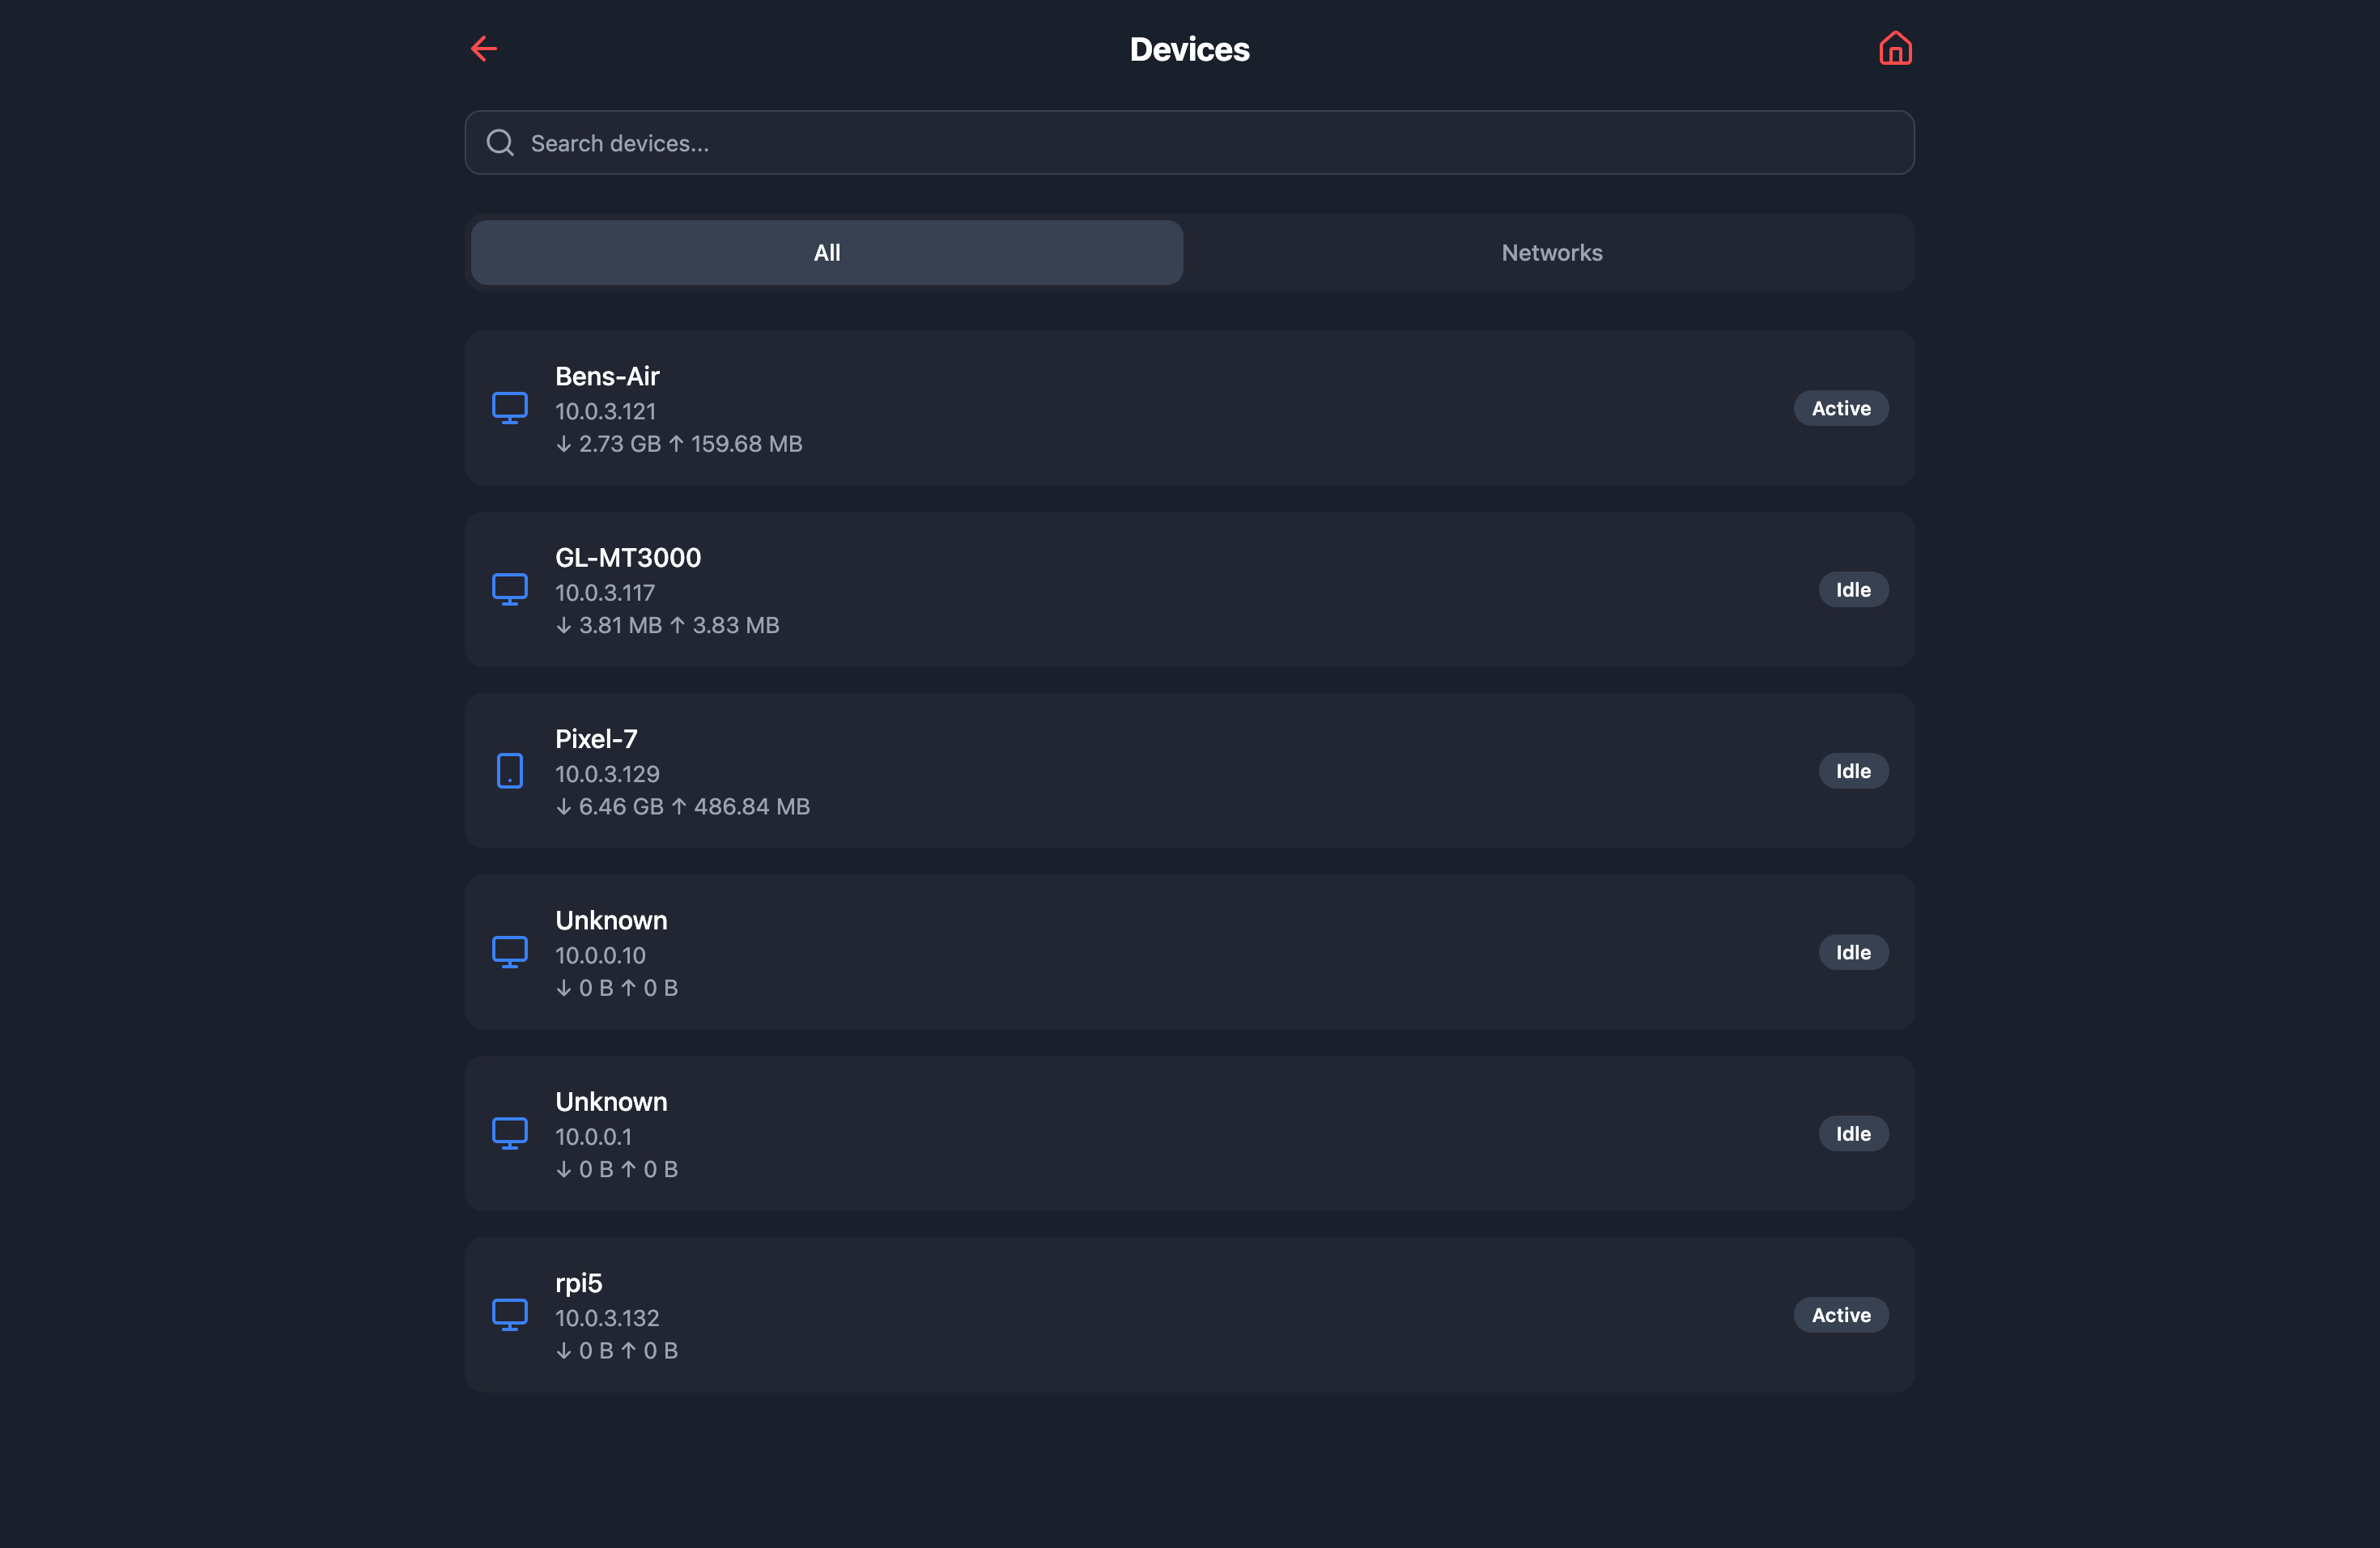 Devices
Search devices...
All
Networks
Bens-Air
10.0.3.121
↓ 2.73 GB ↑ 159.68 MB
Active
GL-MT3000
10.0.3.117
↓ 3.81 MB ↑ 3.83 MB
Idle
Pixel-7
10.0.3.129
↓ 6.46 GB ↑ 486.84 MB
Idle
Unknown
10.0.0.10
↓ 0 B ↑ 0 B
Idle
Unknown
10.0.0.1
↓ 0 B ↑ 0 B
Idle
rpi5
10.0.3.132
↓ 0 B ↑ 0 B
Active